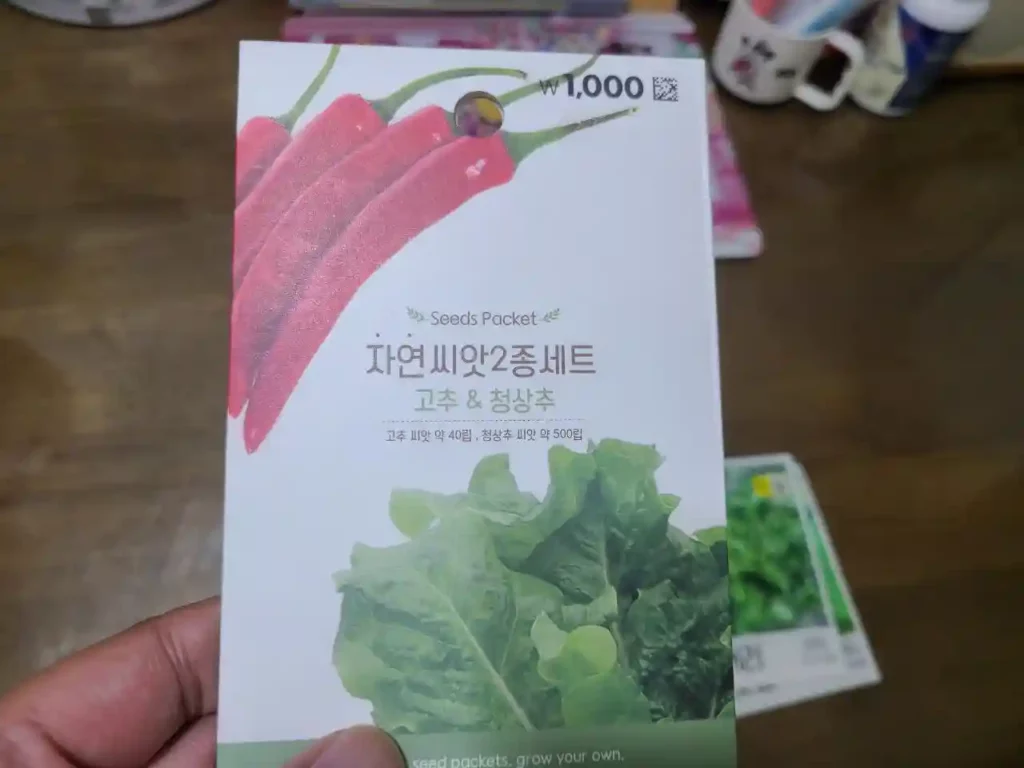 ₩1,000
Seeds Packet
자연씨앗2종세트
고추 & 청상추
고추 씨앗 약 40립 , 청상추 씨앗 약 500립
seed packets. grow your own.